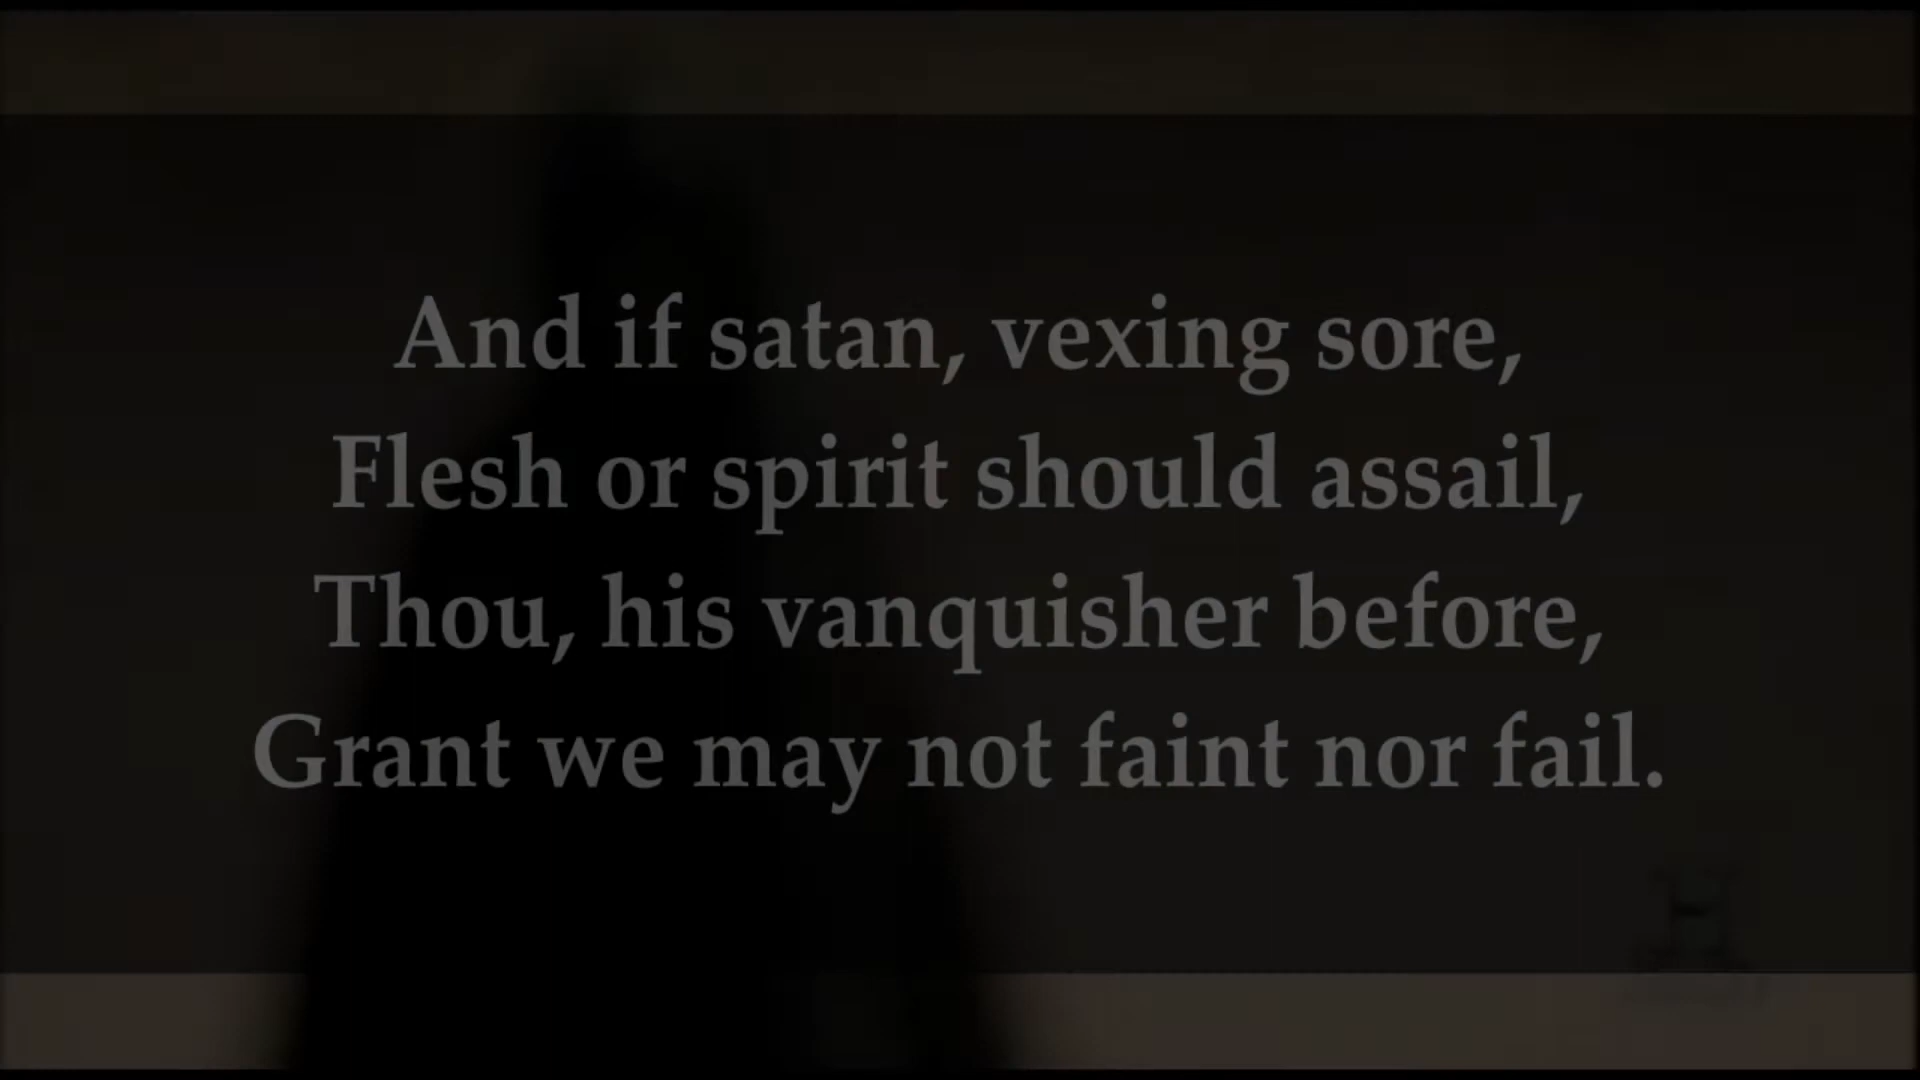 And if satan, vexing sore,
Flesh or spirit should assail,
Thou, his vanquisher before,
Grant we may not faint nor fail.